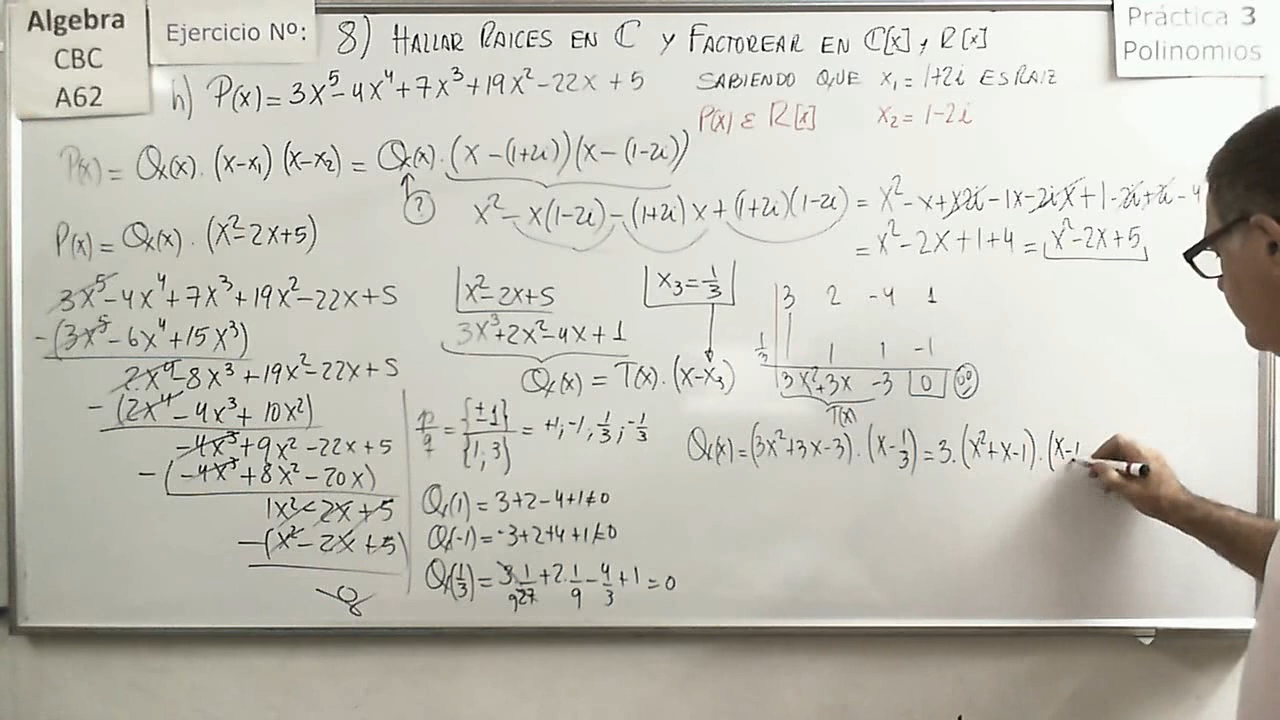 Algebra
CBC
A62
Ejercicio Nº:
Práctica 3
Polinomios
8) HALLAR RAICES EN C Y FACTOREAR EN C[x] y R[x]
h) P(x) = 3x⁵ - 4x⁴ + 7x³ + 19x² - 22x + 5 SABIENDO QUE x₁ = 1+2i ES RAIZ
P(x) ε R[x] x₂ = 1-2i
P(x) = Q(x) . (x-x₁) (x-x₂) = Q(x) . (x - (1+2i)) (x - (1-2i))
?
x² - x(1-2i) - (1+2i)x + (1+2i)(1-2i) = x² - x + x2i - 1x - 2ix + 1 - 2i + 2i - 4
= x² - 2x + 1 + 4 = x² - 2x + 5
P(x) = Q(x) . (x² - 2x + 5)
3x⁵ - 4x⁴ + 7x³ + 19x² - 22x + 5 |x² - 2x + 5
- (3x⁵ - 6x⁴ + 15x³) 3x³ + 2x² - 4x + 1
2x⁴ - 8x³ + 19x² - 22x + 5
- (2x⁴ - 4x³ + 10x²)
-4x³ + 9x² - 22x + 5
- (-4x³ + 8x² - 20x)
1x² - 2x + 5
- (x² - 2x + 5)
0
x₃ = 1/3
Q(x) = T(x) . (x - x₃)
p/q = {±1}/{1; 3} = +1; -1; 1/3; -1/3
Q(1) = 3+2-4+1 ≠ 0
Q(-1) = -3+2+4+1 ≠ 0
Q(1/3) = 3 1/27 + 2 . 1/9 - 4/3 + 1 = 0
9
3 2 -4 1
1/3 1 1 -1
3x² + 3x - 3 0
T(x)
Q(x) = (3x² + 3x - 3) . (x - 1/3) = 3 . (x² + x - 1) . (x - 1